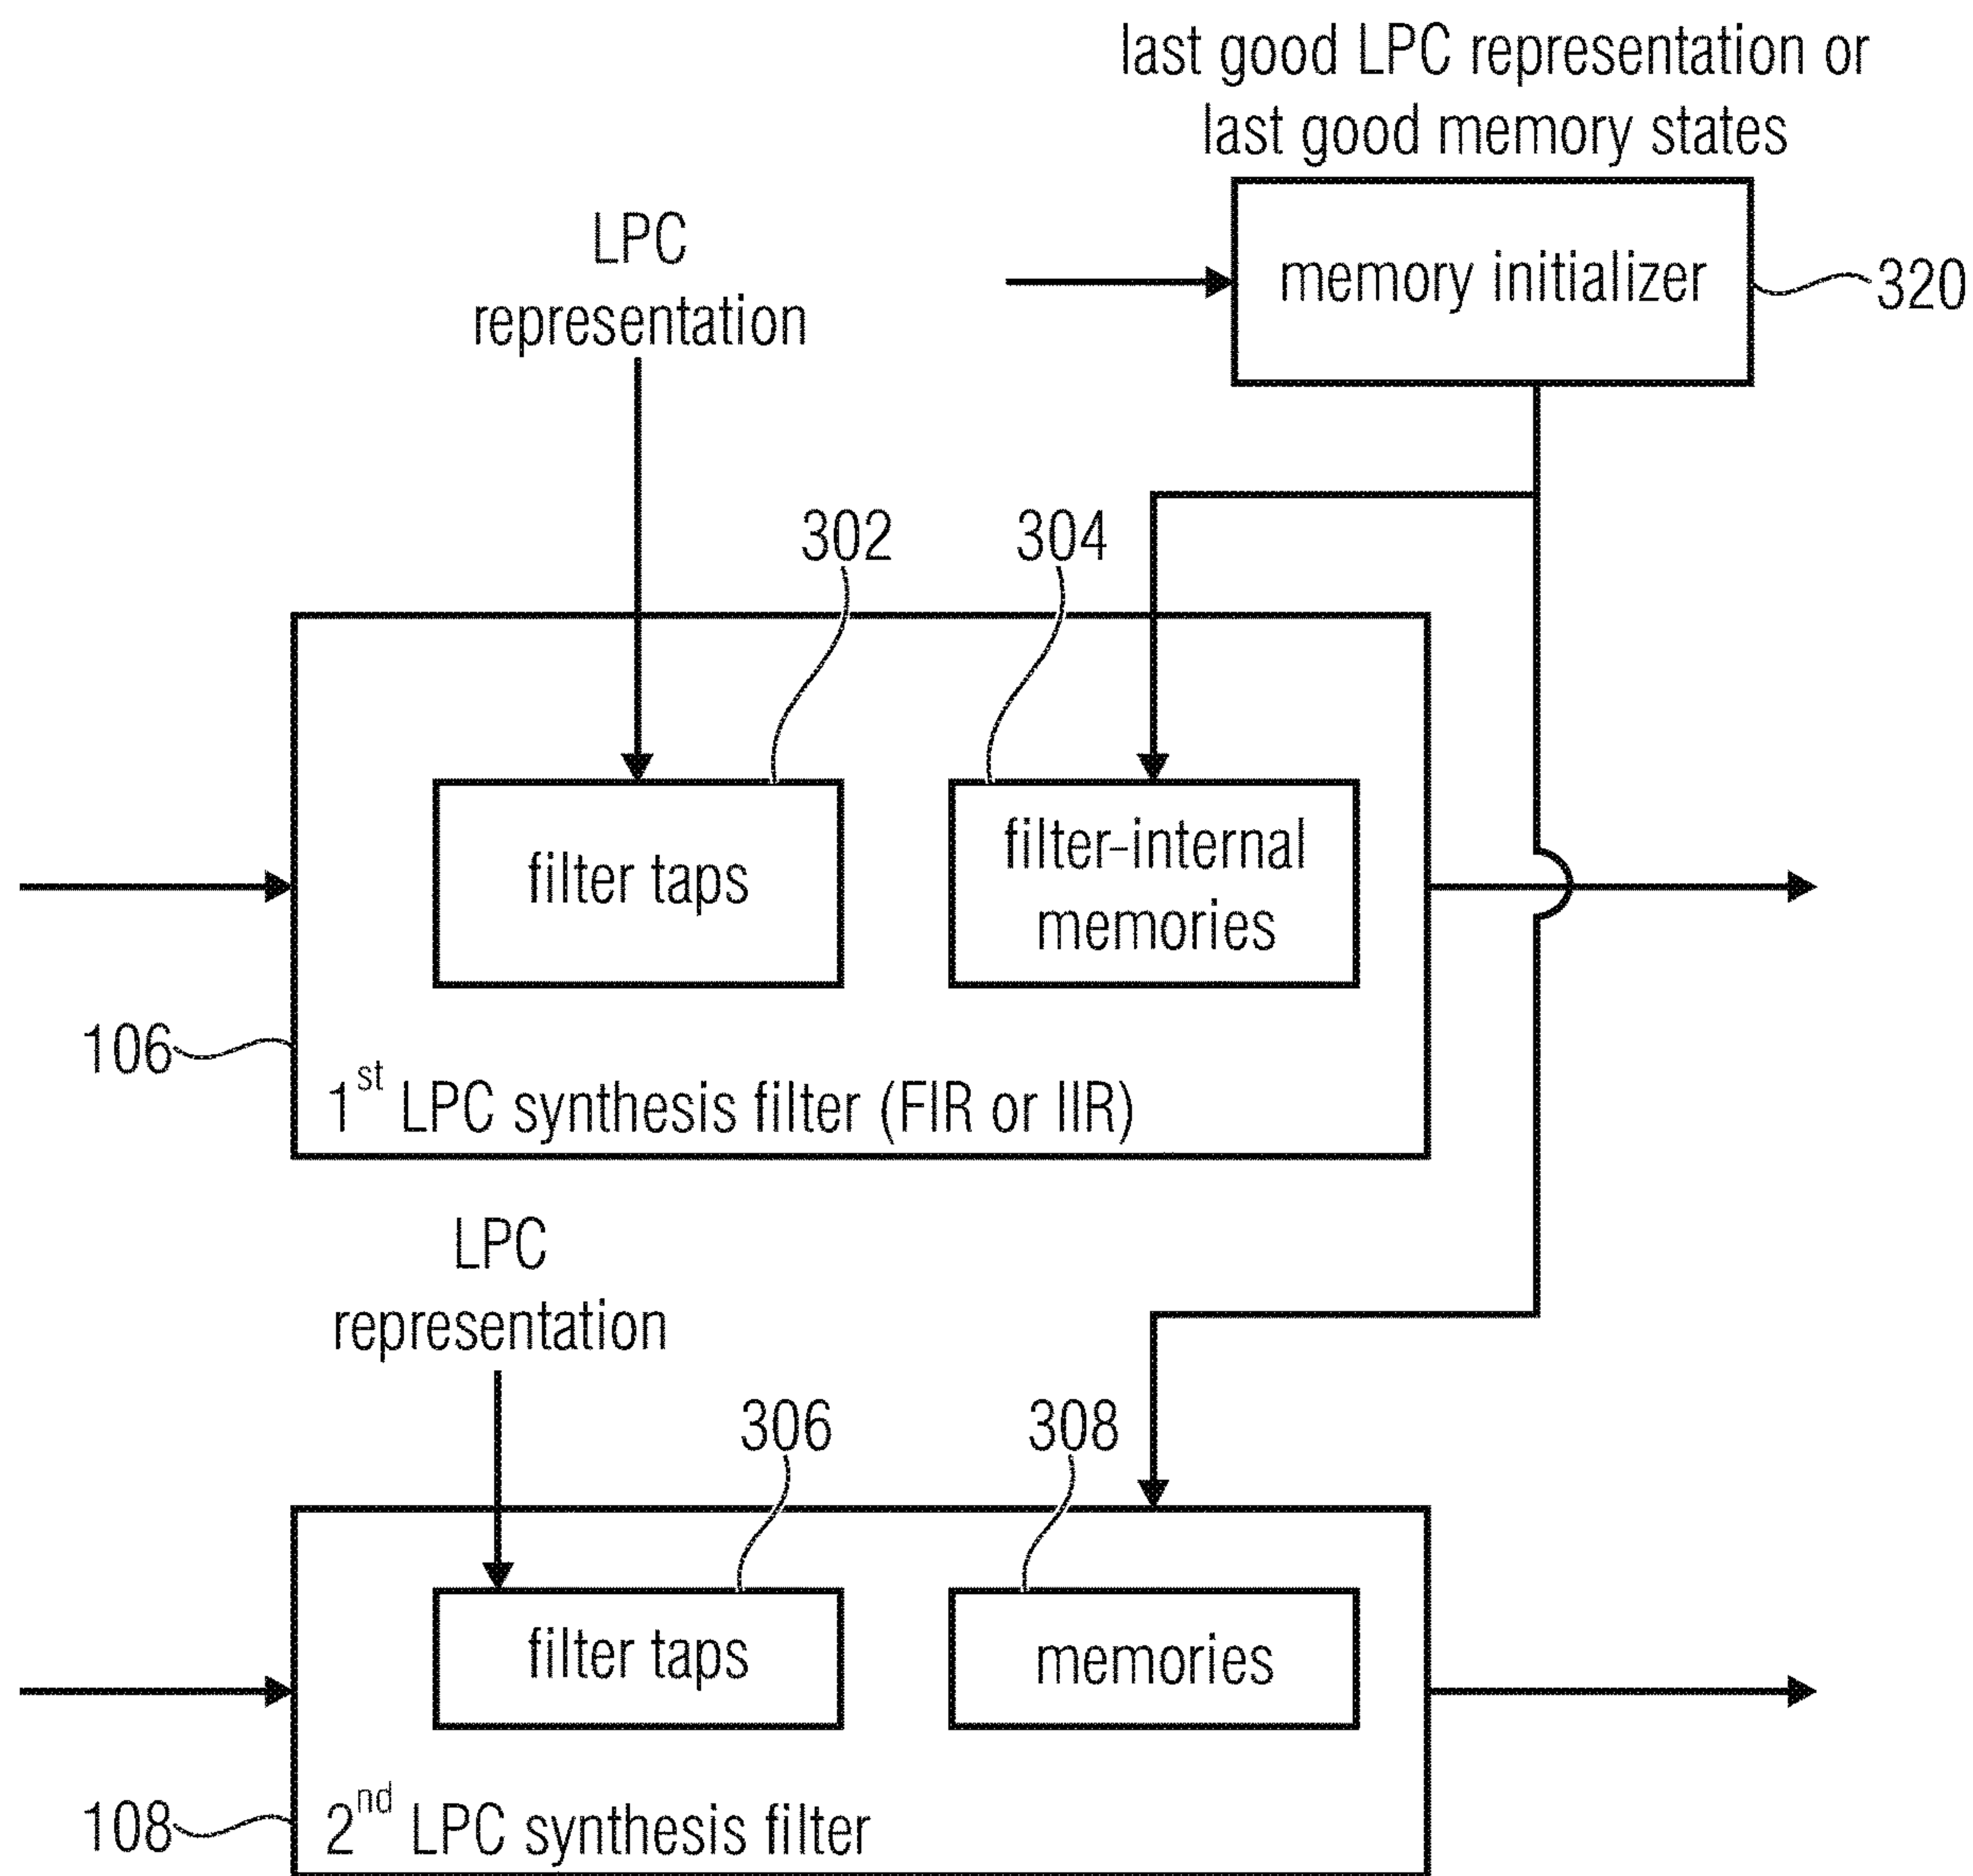 last good LPC representation or
last good memory states
memory initializer
320
LPC
representation
302
304
filter taps
filter-internal
memories
106
1st LPC synthesis filter (FIR or IIR)
LPC
representation
306
308
filter taps
memories
108
2nd LPC synthesis filter